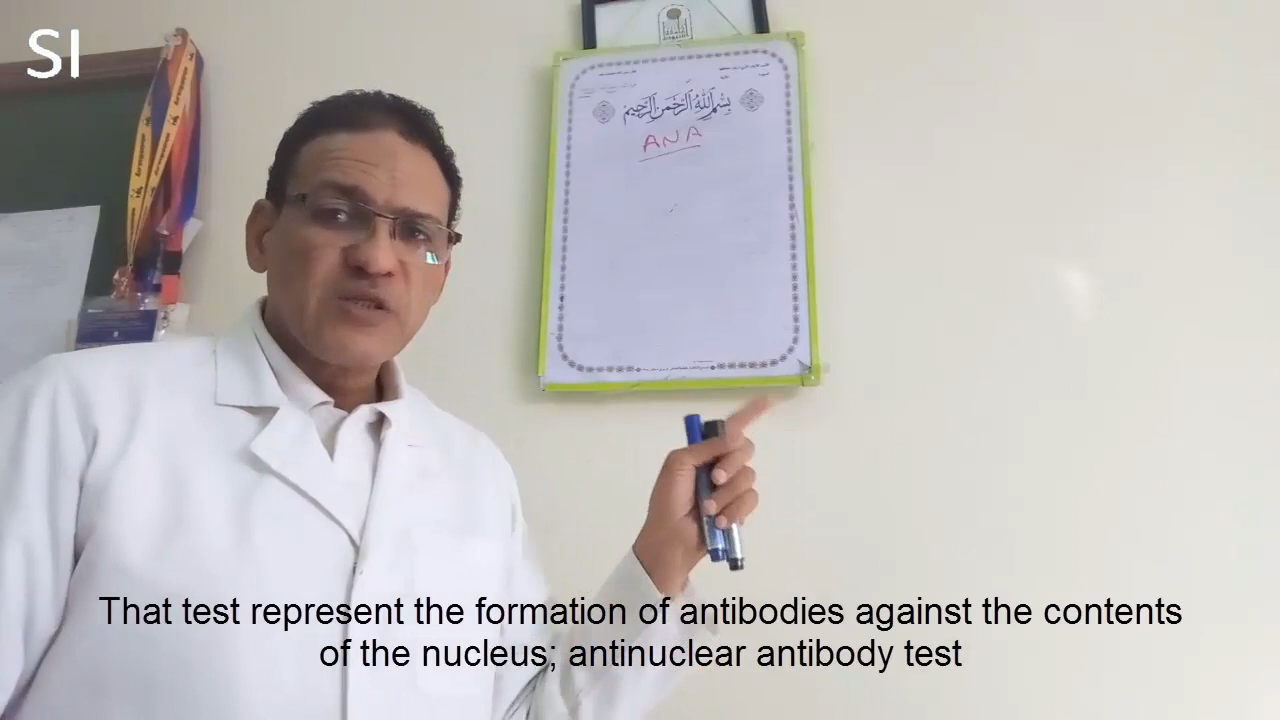 SI
بسم الله الرحمن الرحيم
ANA
That test represent the formation of antibodies against the contents
of the nucleus; antinuclear antibody test